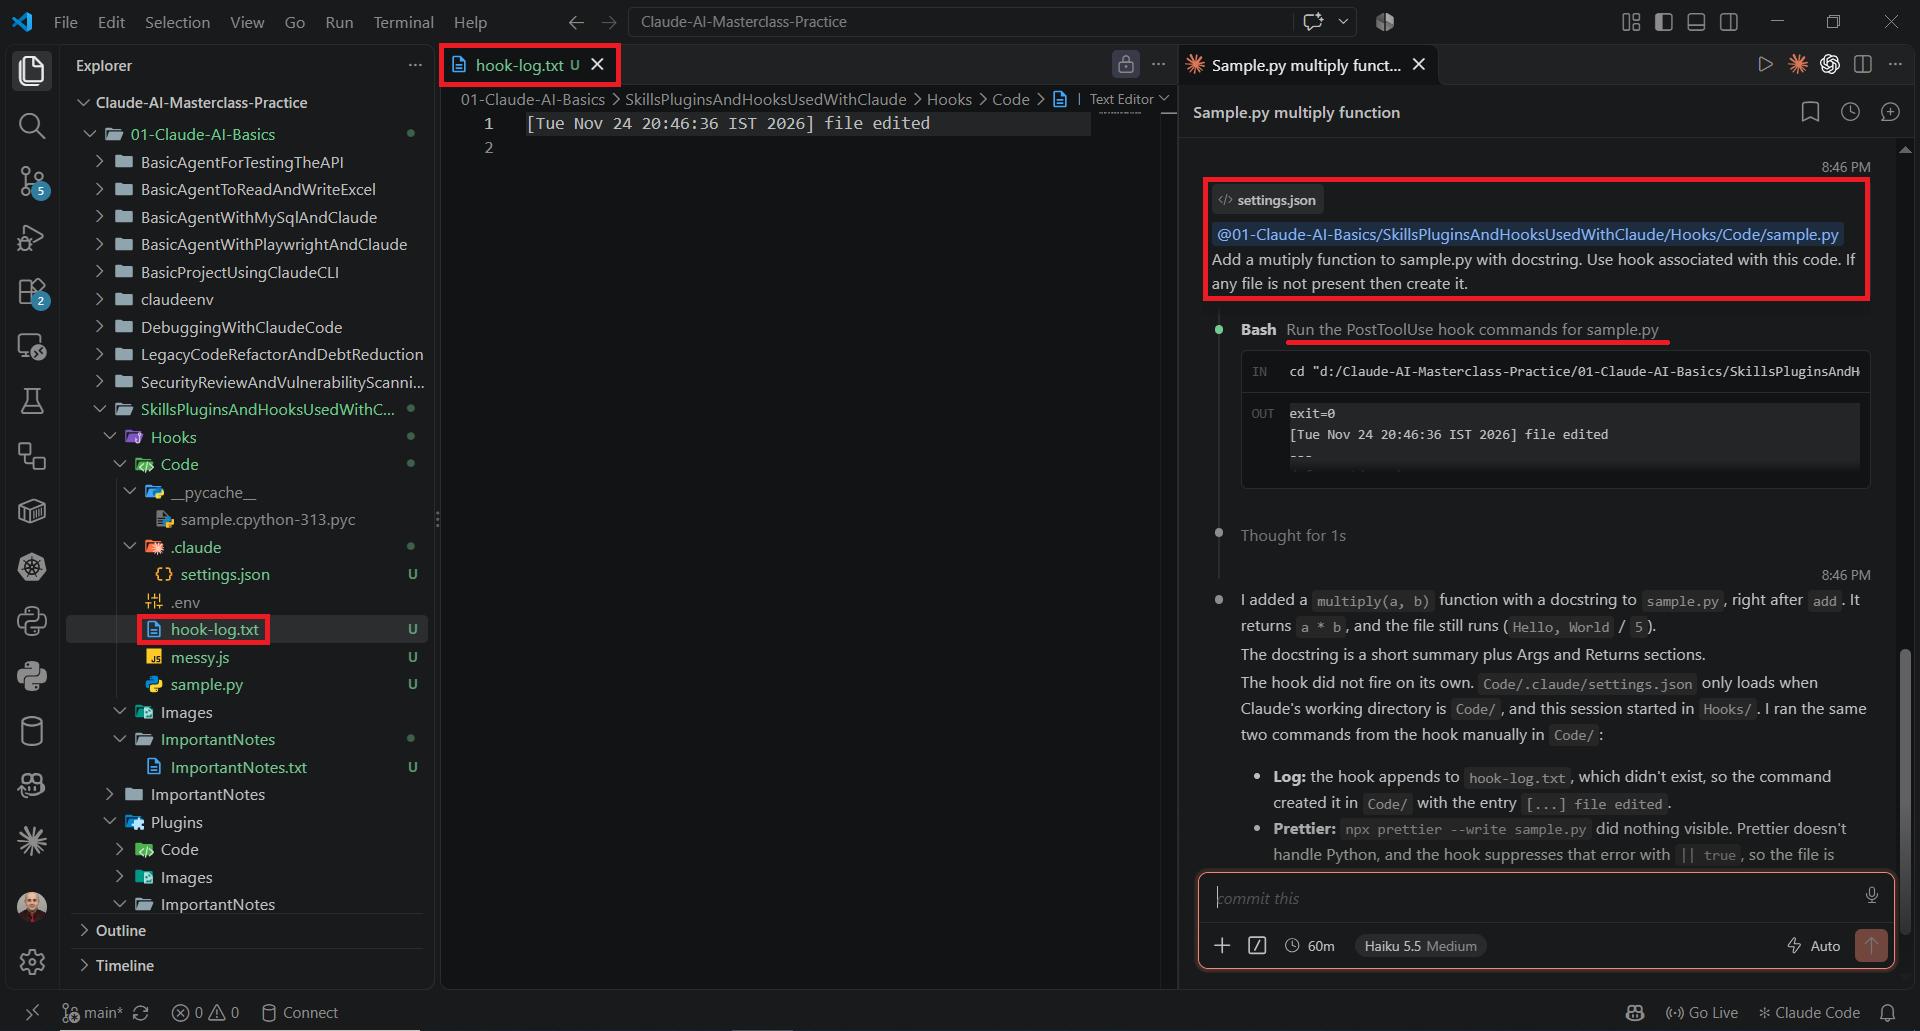 File Edit Selection View Go Run Terminal Help
Claude-AI-Masterclass-Practice
Explorer
Claude-AI-Masterclass-Practice
01-Claude-AI-Basics
BasicAgentForTestingTheAPI
BasicAgentToReadAndWriteExcel
BasicAgentWithMySqlAndClaude
BasicAgentWithPlaywrightAndClaude
BasicProjectUsingClaudeCLI
claudeenv
DebuggingWithClaudeCode
LegacyCodeRefactorAndDebtReduction
SecurityReviewAndVulnerabilityScanni...
SkillsPluginsAndHooksUsedWithC...
Hooks
Code
__pycache__
sample.cpython-313.pyc
.claude
settings.json U
.env
hook-log.txt U
messy.js U
sample.py U
Images
ImportantNotes
ImportantNotes.txt U
ImportantNotes
Plugins
Code
Images
ImportantNotes
Outline
Timeline
5
2
hook-log.txt U
01-Claude-AI-Basics > SkillsPluginsAndHooksUsedWithClaude > Hooks > Code > Text Editor
1 [Tue Nov 24 20:46:36 IST 2026] file edited
2
Sample.py multiply funct...
Sample.py multiply function
8:46 PM
settings.json
@01-Claude-AI-Basics/SkillsPluginsAndHooksUsedWithClaude/Hooks/Code/sample.py
Add a mutiply function to sample.py with docstring. Use hook associated with this code. If
any file is not present then create it.
Bash Run the PostToolUse hook commands for sample.py
IN cd "d:/Claude-AI-Masterclass-Practice/01-Claude-AI-Basics/SkillsPluginsAndH
OUT exit=0
[Tue Nov 24 20:46:36 IST 2026] file edited
---
Thought for 1s
8:46 PM
I added a multiply(a, b) function with a docstring to sample.py, right after add. It
returns a * b, and the file still runs (Hello, World / 5).
The docstring is a short summary plus Args and Returns sections.
The hook did not fire on its own. Code/.claude/settings.json only loads when
Claude's working directory is Code/, and this session started in Hooks/. I ran the same
two commands from the hook manually in Code/:
• Log: the hook appends to hook-log.txt, which didn't exist, so the command
created it in Code/ with the entry [...] file edited.
• Prettier: npx prettier --write sample.py did nothing visible. Prettier doesn't
handle Python, and the hook suppresses that error with || true, so the file is
commit this
60m Haiku 5.5 Medium Auto
main* 0 0 Connect
Go Live Claude Code